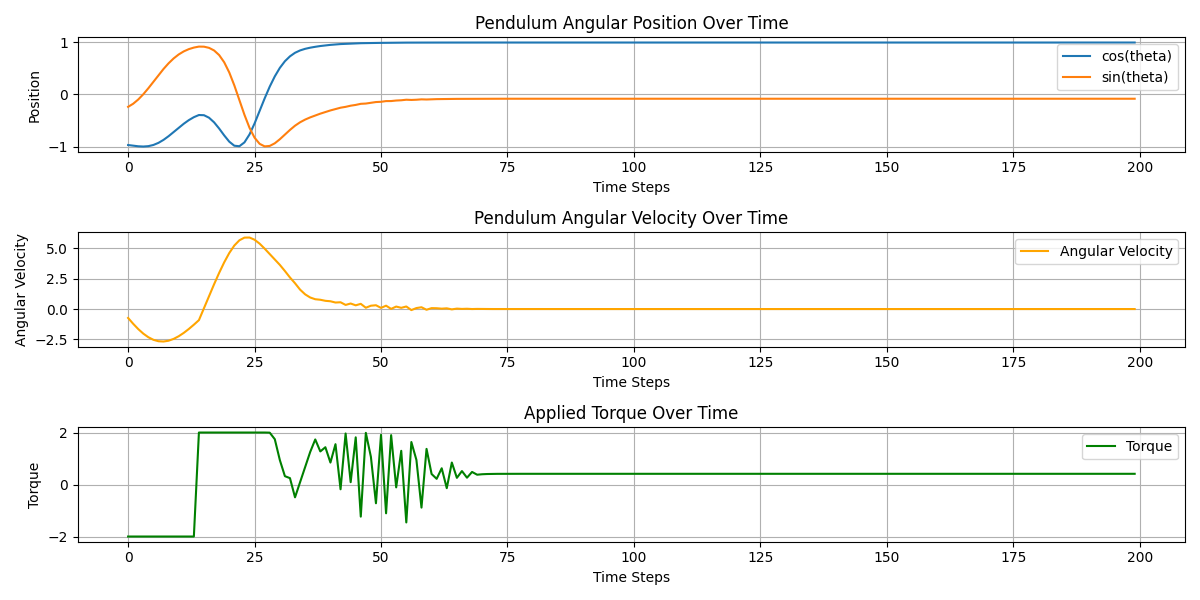 Pendulum Angular Position Over Time
1
0
−1
Position
cos(theta)
sin(theta)
0 25 50 75 100 125 150 175 200
Time Steps
Pendulum Angular Velocity Over Time
5.0
2.5
0.0
−2.5
Angular Velocity
Angular Velocity
0 25 50 75 100 125 150 175 200
Time Steps
Applied Torque Over Time
2
0
−2
Torque
Torque
0 25 50 75 100 125 150 175 200
Time Steps